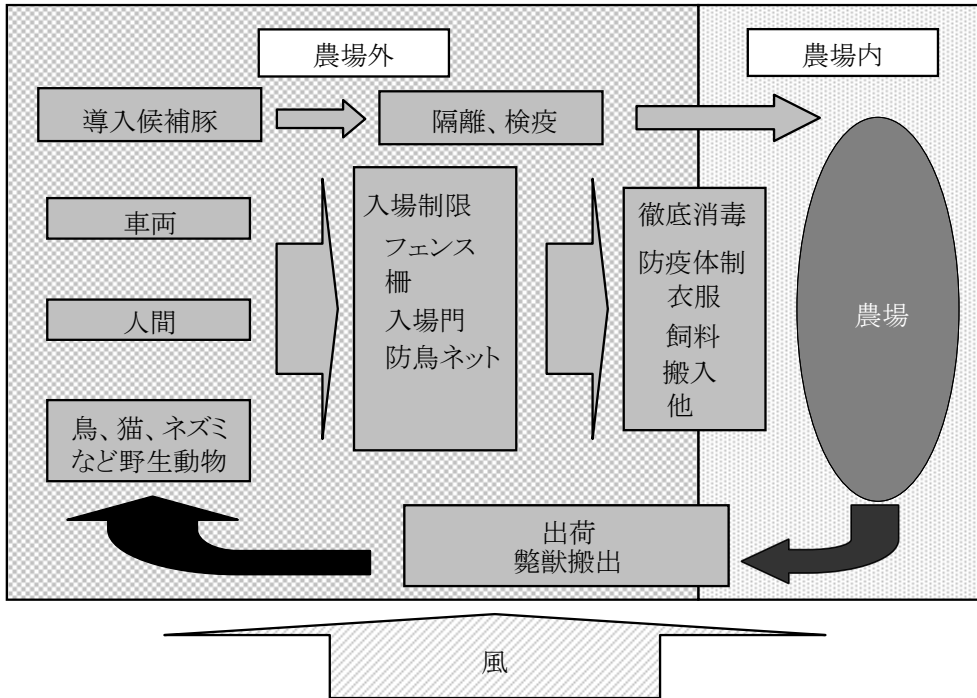 農場外
農場内
導入候補豚
隔離、検疫
車両
人間
鳥、猫、ネズミ
など野生動物
入場制限
フェンス
柵
入場門
防鳥ネット
徹底消毒
防疫体制
衣服
飼料
搬入
他
農場
出荷
斃獣搬出
風